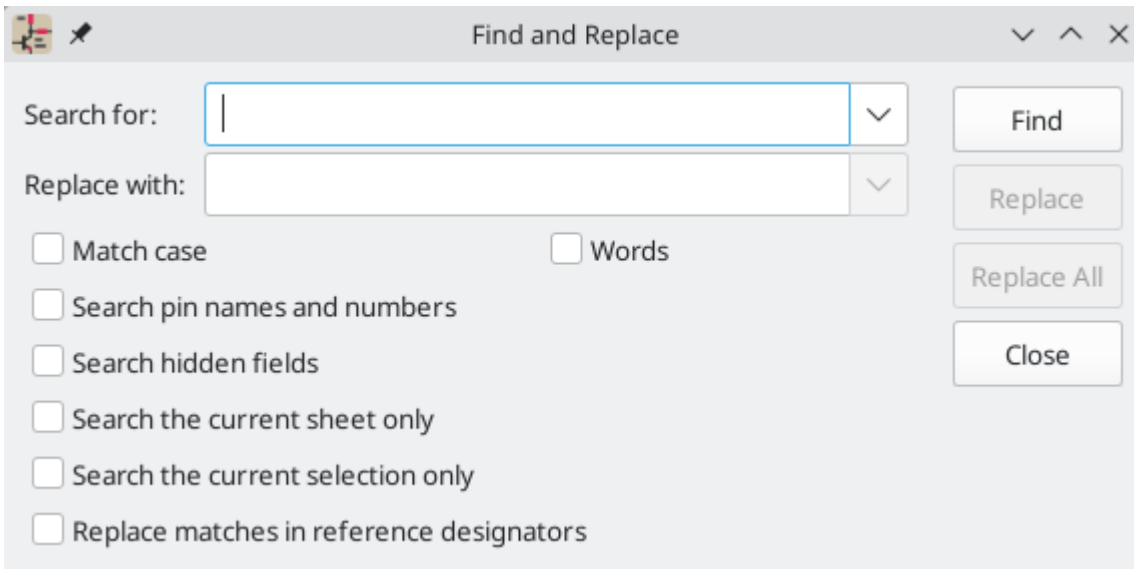 Find and Replace
Search for:
Find
Replace with:
Replace
Match case
Words
Replace All
Search pin names and numbers
Search hidden fields
Close
Search the current sheet only
Search the current selection only
Replace matches in reference designators